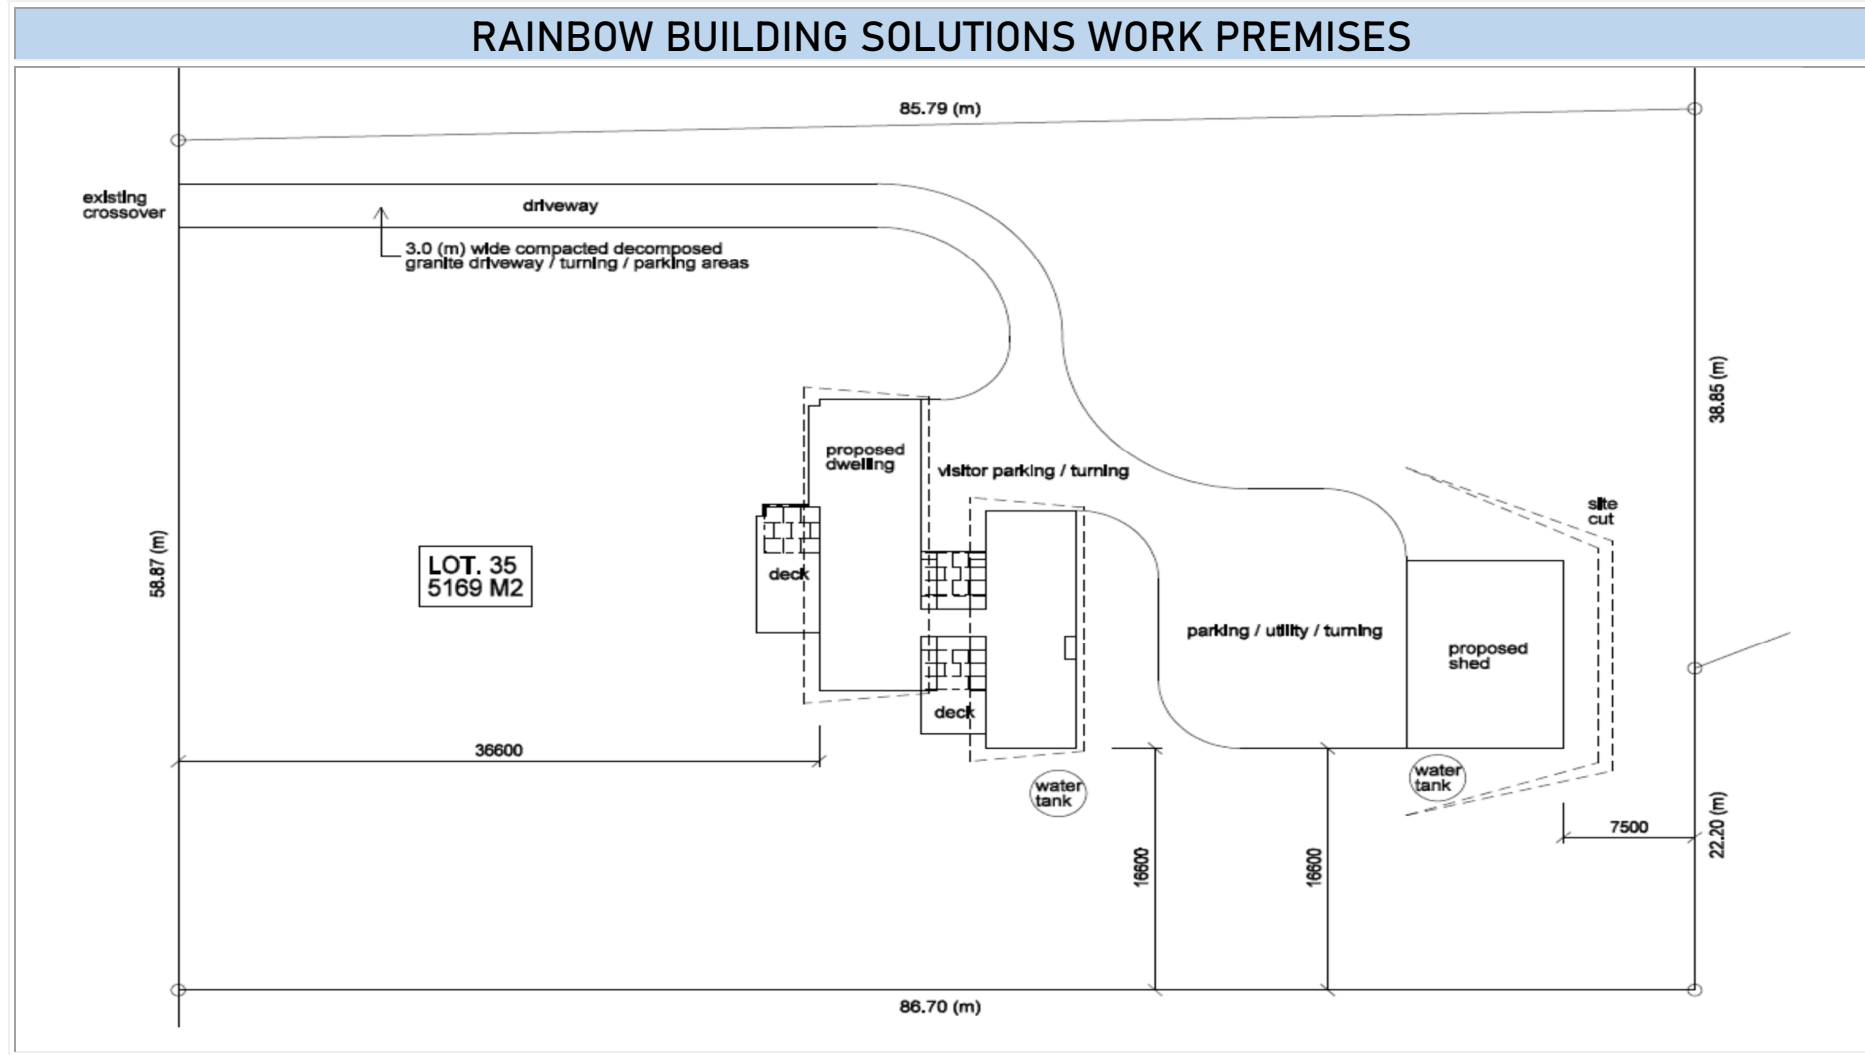 RAINBOW BUILDING SOLUTIONS WORK PREMISES
85.79 (m)
existing
crossover
driveway
3.0 (m) wide compacted decomposed
granite driveway / turning / parking areas
38.85 (m)
proposed
dwelling
visitor parking / turning
site
cut
58.87 (m)
LOT. 35
5169 M2
deck
parking / utility / turning
proposed
shed
deck
36600
water
tank
water
tank
7500
22.20 (m)
16600
16600
86.70 (m)